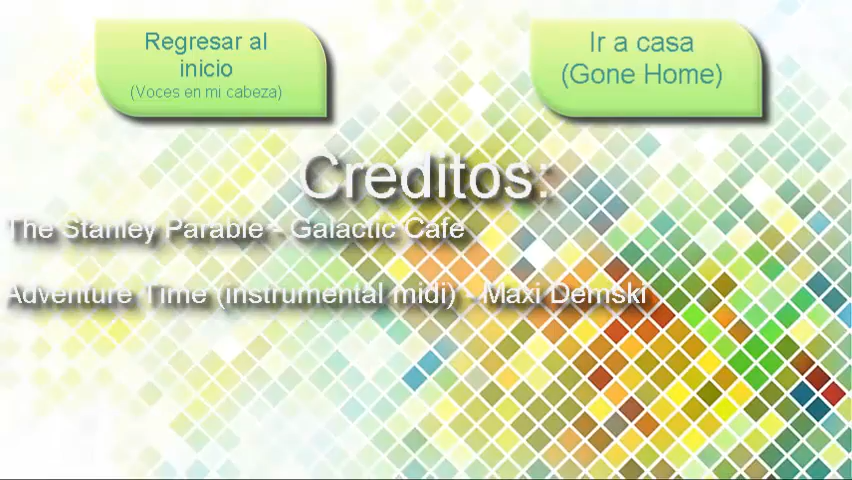 Regresar al
inicio
(Voces en mi cabeza)
Ir a casa
(Gone Home)
Creditos:
The Stanley Parable - Galactic Cafe
Adventure Time (instrumental midi) - Maxi Demski